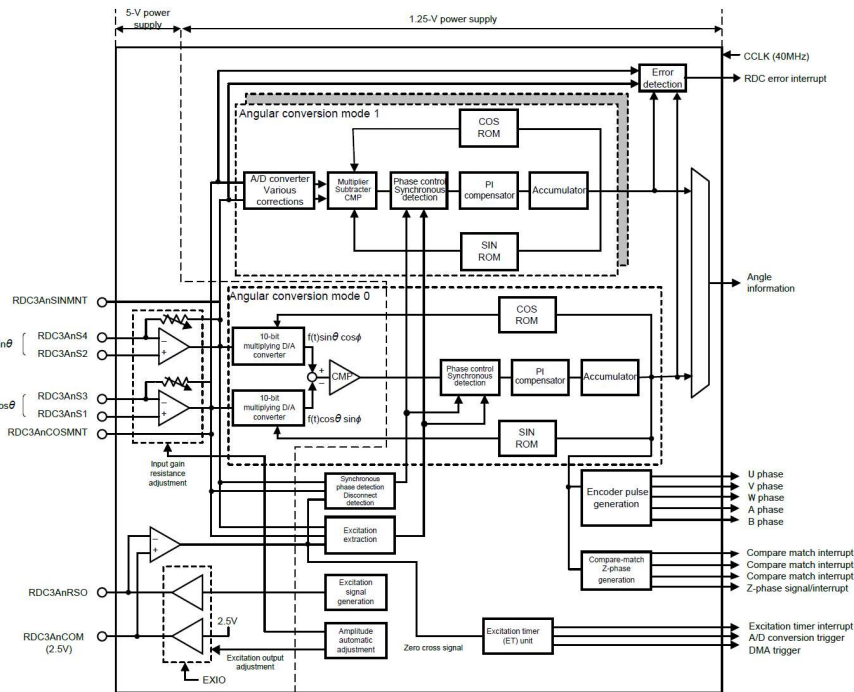 5-V power
supply
1.25-V power supply
CCLK (40MHz)
Error
detection
RDC error interrupt
Angular conversion mode 1
COS
ROM
A/D converter
Various
corrections
Multiplier
Subtracter
CMP
Phase control
Synchronous
detection
PI
compensator
Accumulator
SIN
ROM
Angle
information
RDC3AnSINMNT
Angular conversion mode 0
COS
ROM
RDC3AnS4
RDC3AnS2
10-bit
multiplying D/A
converter
f(t)sinθ cosϕ
CMP
Phase control
Synchronous
detection
PI
compensator
Accumulator
RDC3AnS3
RDC3AnS1
10-bit
multiplying D/A
converter
f(t)cosθ sinϕ
RDC3AnCOSMNT
SIN
ROM
Input gain
resistance
adjustment
Synchronous
phase detection
Disconnect
detection
Encoder pulse
generation
U phase
V phase
W phase
A phase
B phase
Excitation
extraction
Compare-match
Z-phase
generation
Compare match interrupt
Compare match interrupt
Compare match interrupt
Z-phase signal/interrupt
RDC3AnRSO
Excitation
signal
generation
RDC3AnCOM
(2.5V)
2.5V
Amplitude
automatic
adjustment
Zero cross signal
Excitation timer
(ET) unit
Excitation timer interrupt
A/D conversion trigger
DMA trigger
Excitation output
adjustment
EXIO